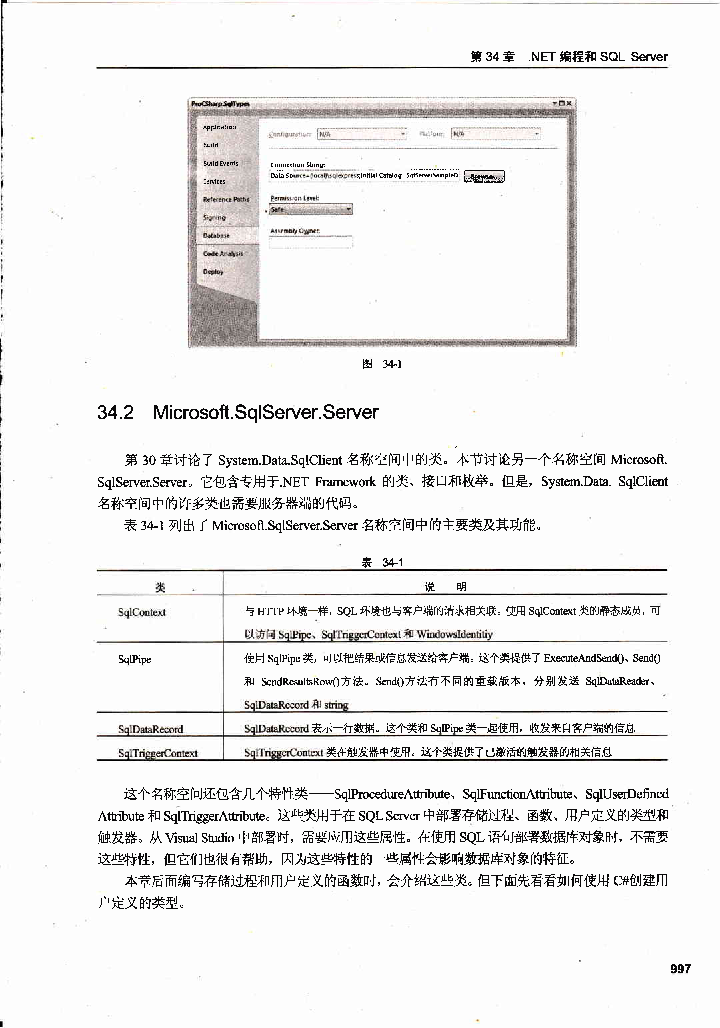 第 34 章 .NET 编程和 SQL Server
ProCSharp.SqlTypes
Application
Build
Build Events
Services
Reference Paths
Signing
Database
Code Analysis
Deploy
Configuration: N/A Platform: N/A
Connection String:
Data Source=(local)\sqlexpress;Initial Catalog=SqlServerSampleD Browse...
Permission Level:
Safe
Assembly Owner:
图 34-1
34.2 Microsoft.SqlServer.Server
第 30 章讨论了 System.Data.SqlClient 名称空间中的类。本节讨论另一个名称空间 Microsoft.
SqlServer.Server。它包含专用于.NET Framework 的类、接口和枚举。但是，System.Data. SqlClient
名称空间中的许多类也需要服务器端的代码。
表 34-1 列出了 Microsoft.SqlServer.Server 名称空间中的主要类及其功能。
表 34-1
类 说 明
SqlContext 与 HTTP 环境一样，SQL 环境也与客户端的请求相关联。使用 SqlContext 类的静态成员，可
以访问 SqlPipe、SqlTriggerContext 和 WindowsIdentitiy
SqlPipe 使用 SqlPipe 类，可以把结果或信息发送给客户端。这个类提供了 ExecuteAndSend()、Send()
和 SendResultsRow()方法。Send()方法有不同的重载版本，分别发送 SqlDataReader、
SqlDataRecord 和 string
SqlDataRecord SqlDataRecord 表示一行数据。这个类和 SqlPipe 类一起使用，收发来自客户端的信息
SqlTriggerContext SqlTriggerContext 类在触发器中使用。这个类提供了已激活的触发器的相关信息
这个名称空间还包含几个特性类——SqlProcedureAttribute、SqlFunctionAttribute、SqlUserDefined
Attribute 和 SqlTriggerAttribute。这些类用于在 SQL Server 中部署存储过程、函数、用户定义的类型和
触发器。从 Visual Studio 中部署时，需要应用这些属性。在使用 SQL 语句部署数据库对象时，不需要
这些特性，但它们也很有帮助，因为这些特性的一些属性会影响数据库对象的特征。
本章后面编写存储过程和用户定义的函数时，会介绍这些类。但下面先看看如何使用 C#创建用
户定义的类型。
997